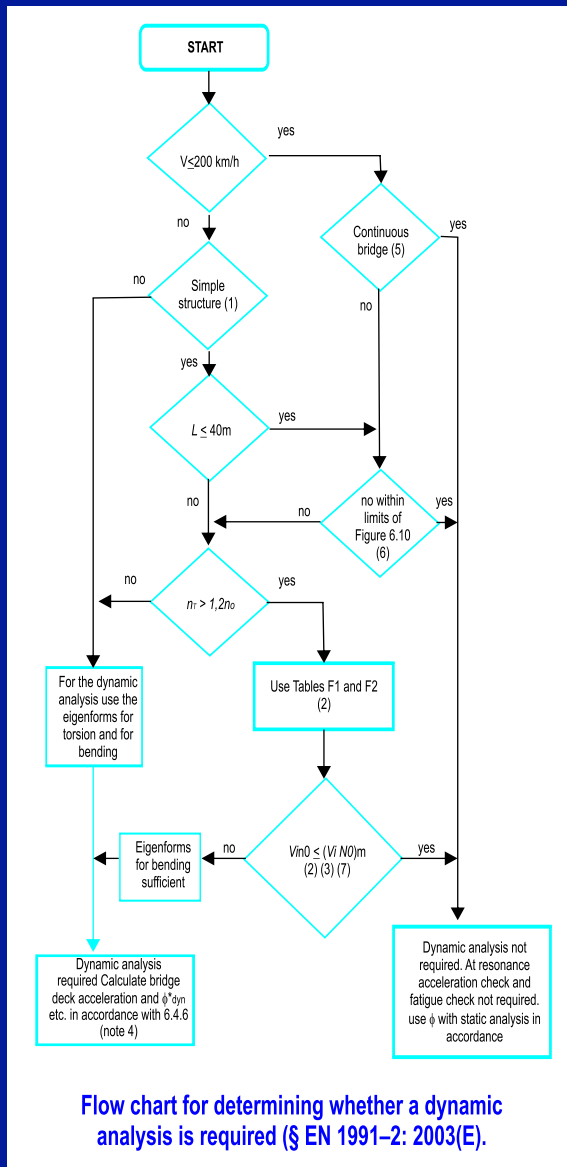 START
yes
V≤200 km/h
no
yes
Continuous
bridge (5)
no
Simple
structure (1)
no
yes
L ≤ 40m
yes
no
no
no within
limits of
Figure 6.10
(6)
yes
no
nT > 1,2no
yes
For the dynamic
analysis use the
eigenforms for
torsion and for
bending
Use Tables F1 and F2
(2)
Eigenforms
for bending
sufficient
no
Vin0 ≤ (Vi N0)m
(2) (3) (7)
yes
Dynamic analysis
required Calculate bridge
deck acceleration and ϕ*dyn
etc. in accordance with 6.4.6
(note 4)
Dynamic analysis not
required. At resonance
acceleration check and
fatigue check not required.
use ϕ with static analysis in
accordance
Flow chart for determining whether a dynamic
analysis is required (§ EN 1991–2: 2003(E).